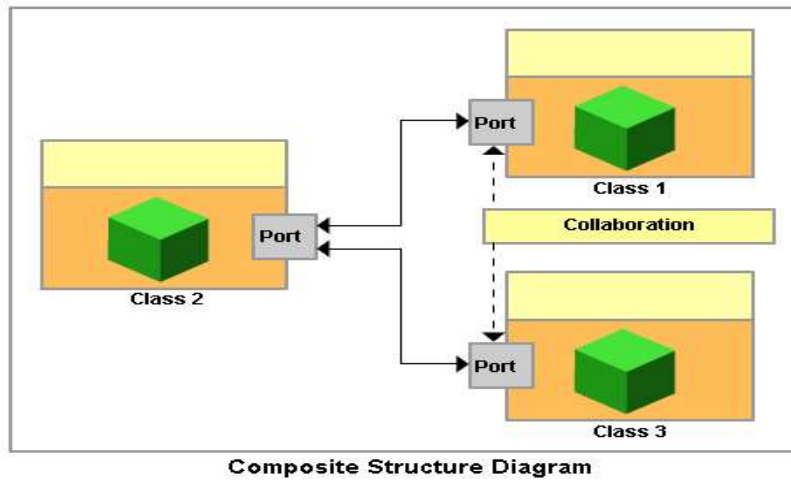 Port
Class 1
Collaboration
Port
Class 2
Port
Class 3
Composite Structure Diagram